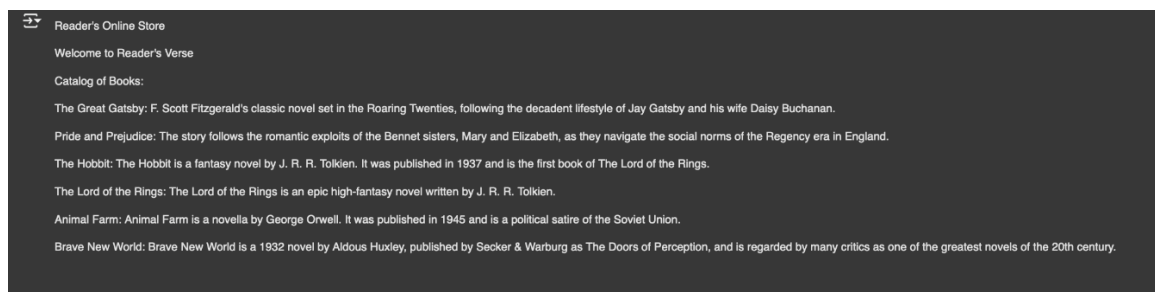 Reader's Online Store
Welcome to Reader's Verse
Catalog of Books:
The Great Gatsby: F. Scott Fitzgerald's classic novel set in the Roaring Twenties, following the decadent lifestyle of Jay Gatsby and his wife Daisy Buchanan.
Pride and Prejudice: The story follows the romantic exploits of the Bennet sisters, Mary and Elizabeth, as they navigate the social norms of the Regency era in England.
The Hobbit: The Hobbit is a fantasy novel by J. R. R. Tolkien. It was published in 1937 and is the first book of The Lord of the Rings.
The Lord of the Rings: The Lord of the Rings is an epic high-fantasy novel written by J. R. R. Tolkien.
Animal Farm: Animal Farm is a novella by George Orwell. It was published in 1945 and is a political satire of the Soviet Union.
Brave New World: Brave New World is a 1932 novel by Aldous Huxley, published by Secker & Warburg as The Doors of Perception, and is regarded by many critics as one of the greatest novels of the 20th century.